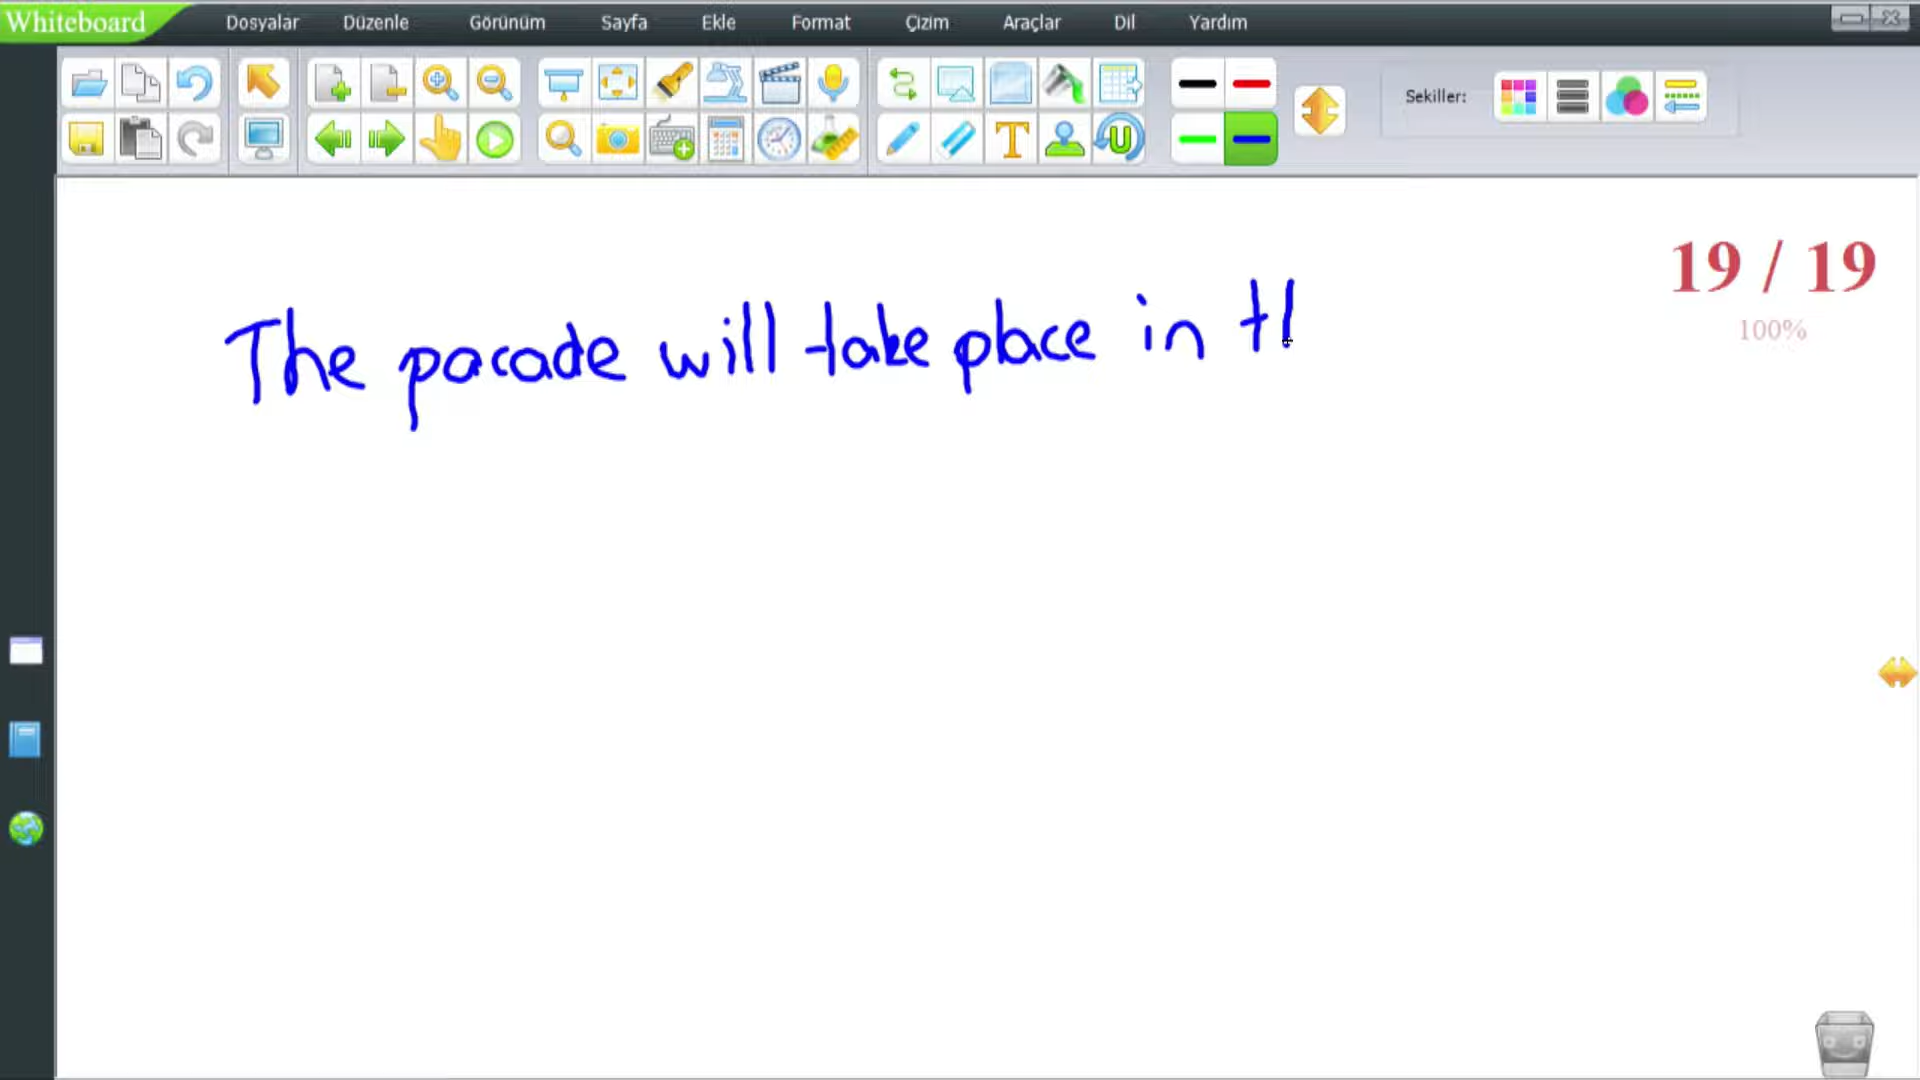 Whiteboard
Dosyalar Düzenle Görünüm Sayfa Ekle Format Çizim Araçlar Dil Yardım
Sekiller:
19 / 19
100%
The parade will take place in tl